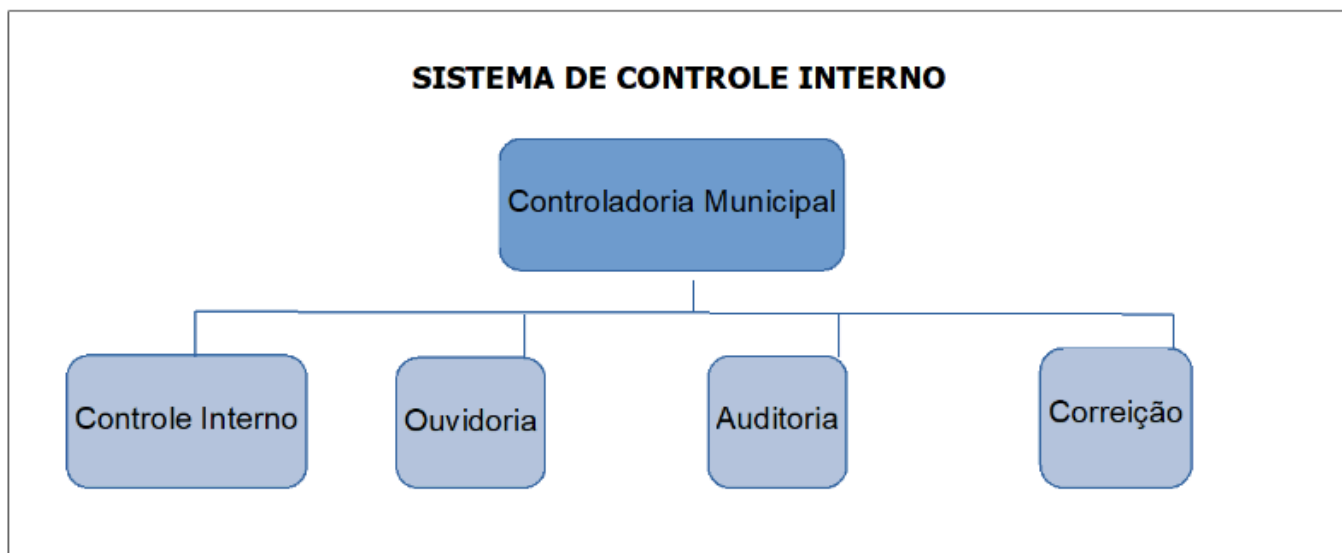 SISTEMA DE CONTROLE INTERNO
Controladoria Municipal
Controle Interno
Ouvidoria
Auditoria
Correição